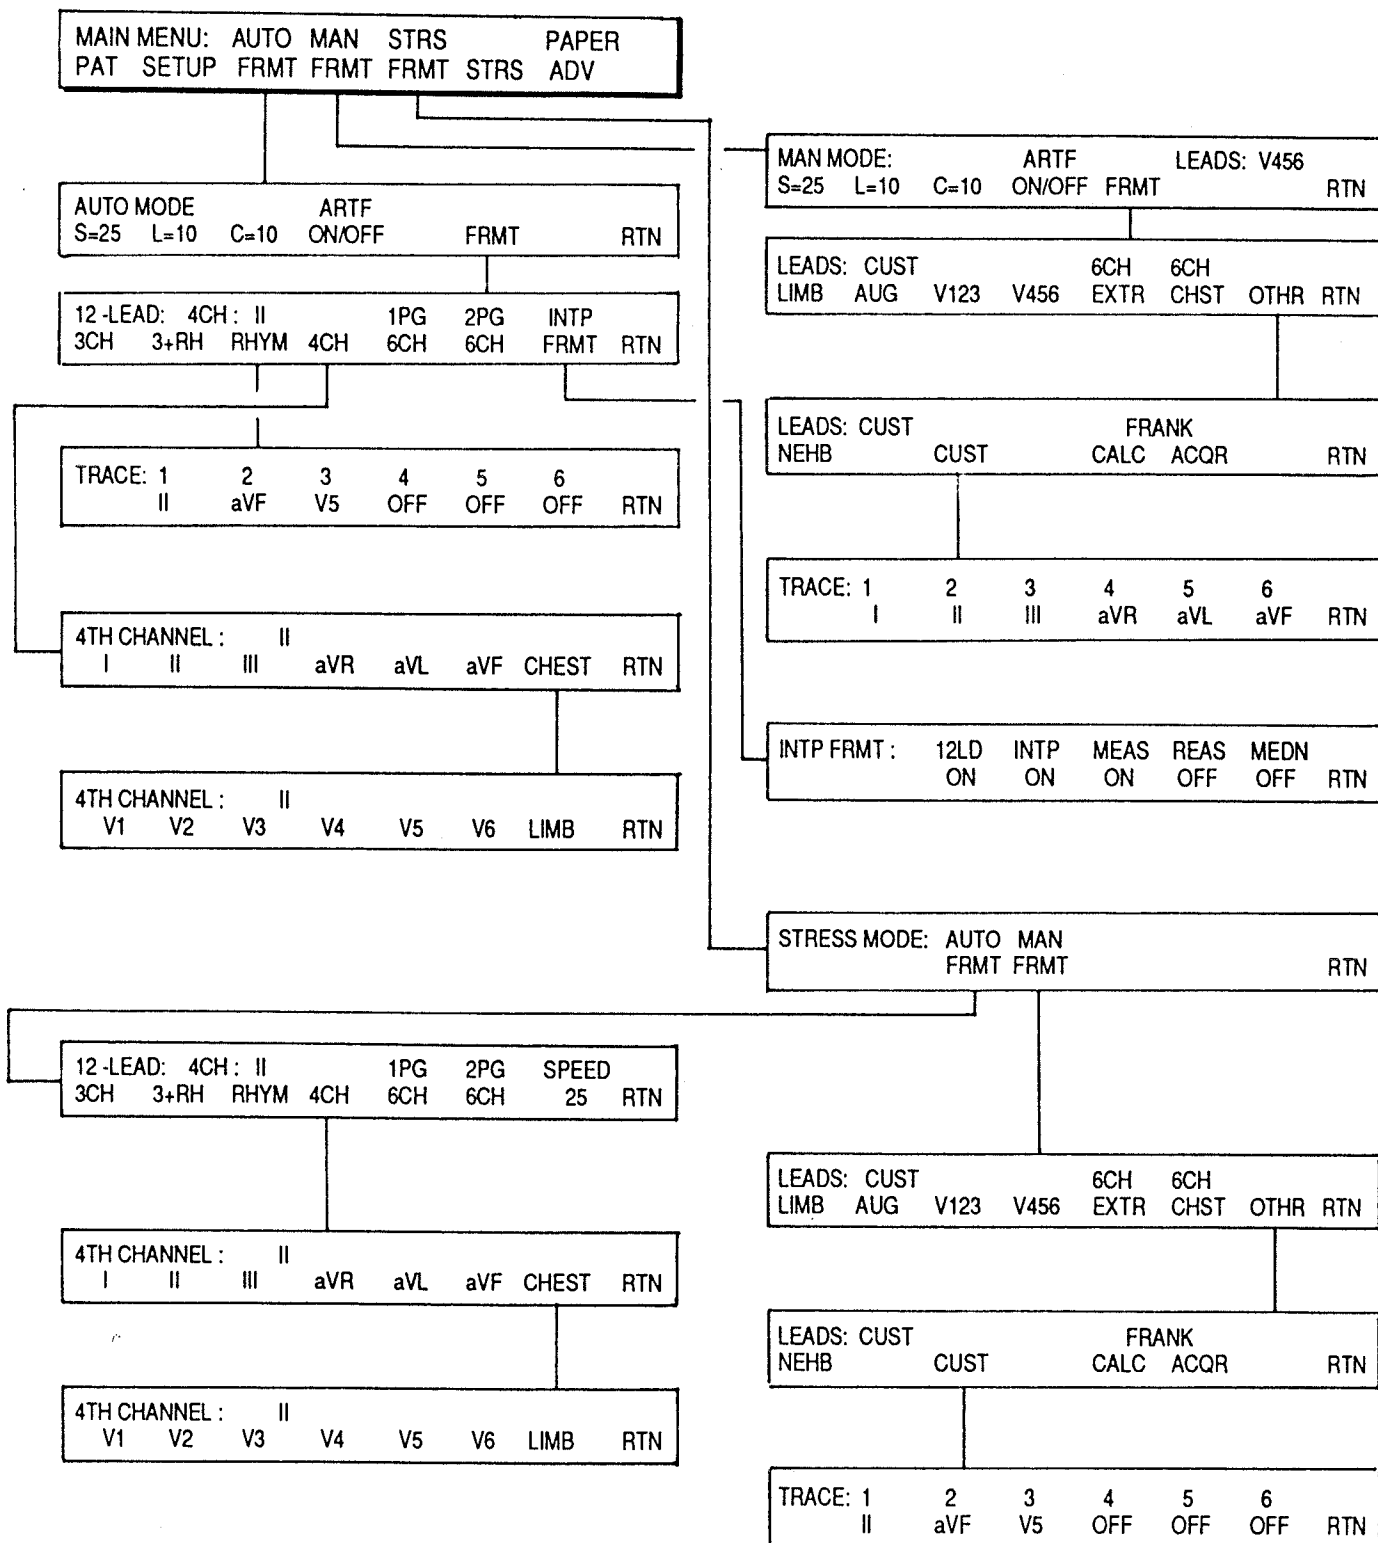 MAIN MENU: AUTO MAN STRS PAPER
PAT SETUP FRMT FRMT FRMT STRS ADV
AUTO MODE ARTF
S=25 L=10 C=10 ON/OFF FRMT RTN
12 -LEAD: 4CH : II 1PG 2PG INTP
3CH 3+RH RHYM 4CH 6CH 6CH FRMT RTN
TRACE: 1 2 3 4 5 6
II aVF V5 OFF OFF OFF RTN
4TH CHANNEL : II
I II III aVR aVL aVF CHEST RTN
4TH CHANNEL : II
V1 V2 V3 V4 V5 V6 LIMB RTN
MAN MODE: ARTF LEADS: V456
S=25 L=10 C=10 ON/OFF FRMT RTN
LEADS: CUST 6CH 6CH
LIMB AUG V123 V456 EXTR CHST OTHR RTN
LEADS: CUST FRANK
NEHB CUST CALC ACQR RTN
TRACE: 1 2 3 4 5 6
I II III aVR aVL aVF RTN
INTP FRMT : 12LD INTP MEAS REAS MEDN
ON ON ON OFF OFF RTN
STRESS MODE: AUTO MAN
FRMT FRMT RTN
12 -LEAD: 4CH : II 1PG 2PG SPEED
3CH 3+RH RHYM 4CH 6CH 6CH 25 RTN
4TH CHANNEL : II
I II III aVR aVL aVF CHEST RTN
4TH CHANNEL : II
V1 V2 V3 V4 V5 V6 LIMB RTN
LEADS: CUST 6CH 6CH
LIMB AUG V123 V456 EXTR CHST OTHR RTN
LEADS: CUST FRANK
NEHB CUST CALC ACQR RTN
TRACE: 1 2 3 4 5 6
II aVF V5 OFF OFF OFF RTN